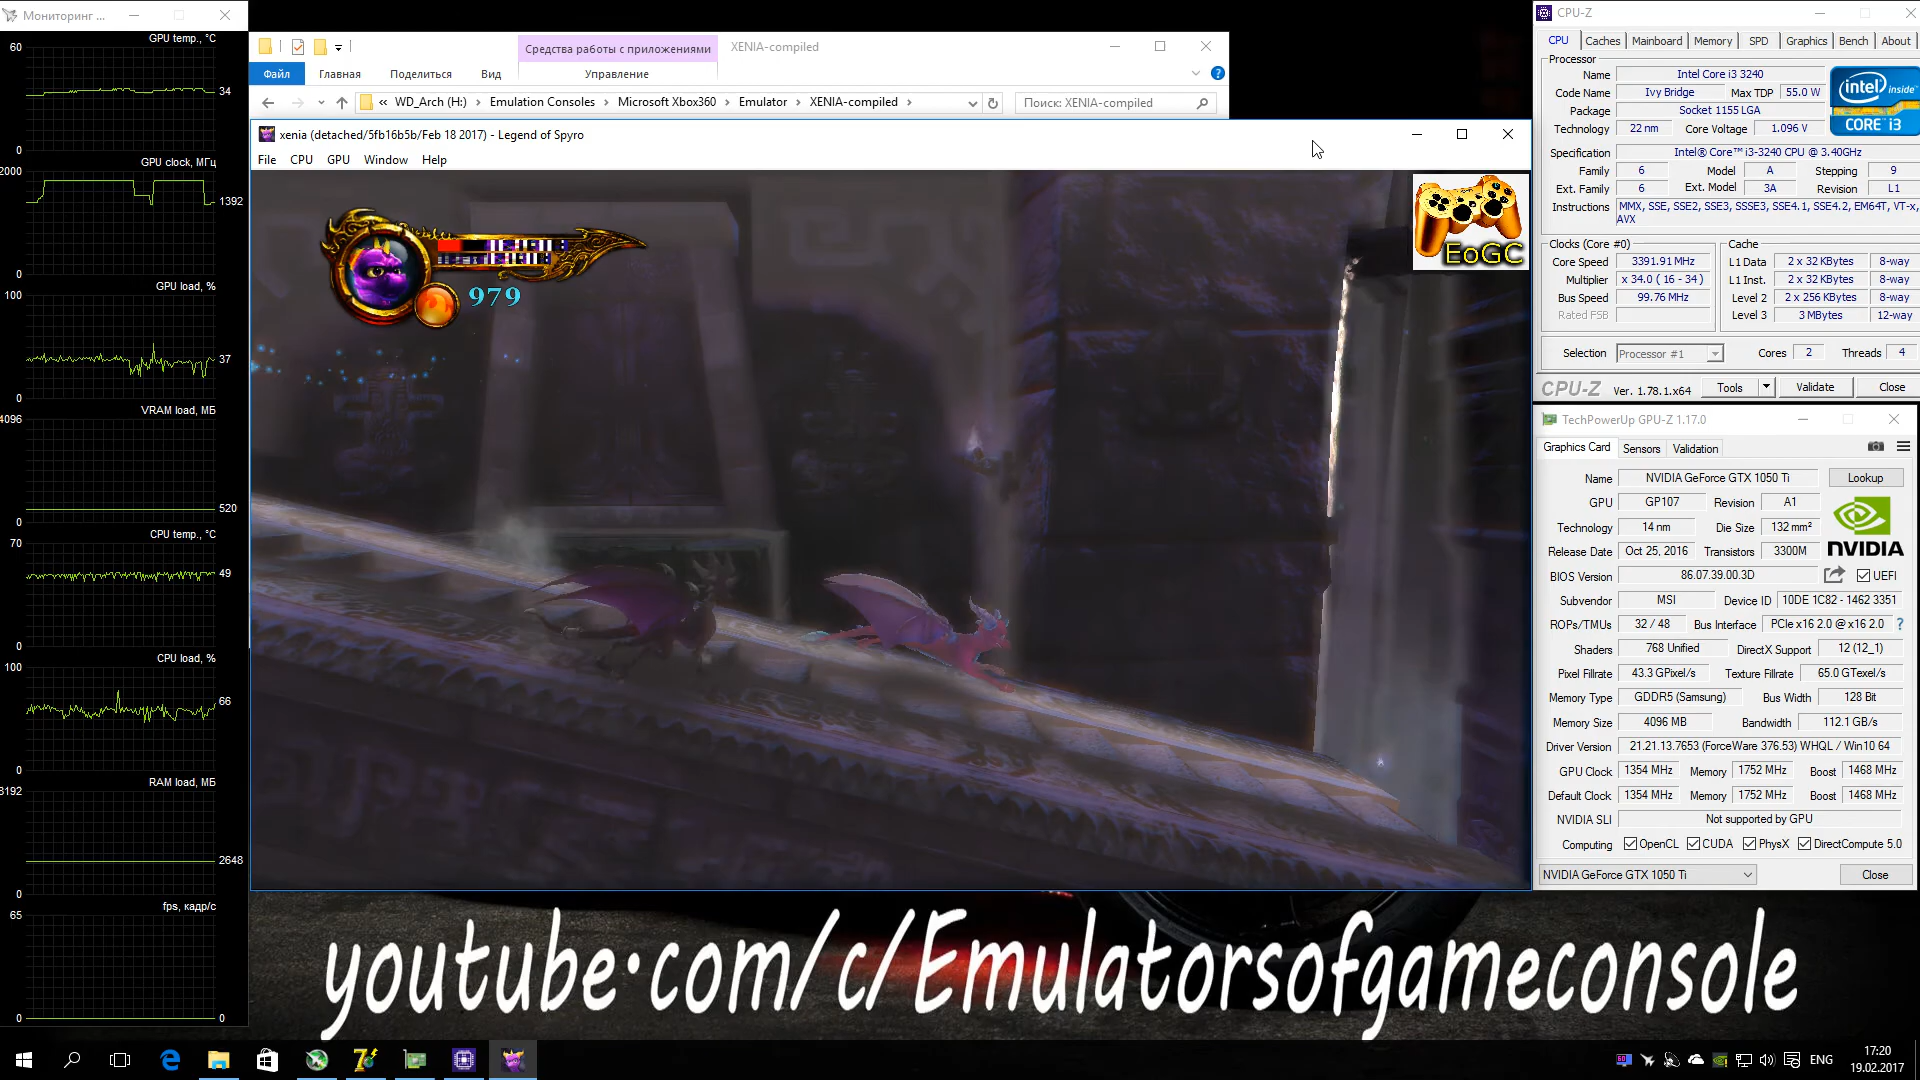 Мониторинг ...
GPU temp., °C
60
34
0
GPU clock, МГц
2000
1392
0
GPU load, %
100
37
0
VRAM load, МБ
4096
520
0
CPU temp., °C
70
49
0
CPU load, %
100
66
0
RAM load, МБ
8192
2648
0
fps, кадр/с
65
0
0
Средства работы с приложениями
XENIA-compiled
Файл
Главная
Поделиться
Вид
Управление
« WD_Arch (H:) > Emulation Consoles > Microsoft Xbox360 > Emulator > XENIA-compiled >
Поиск: XENIA-compiled
xenia (detached/5fb16b5b/Feb 18 2017) - Legend of Spyro
File CPU GPU Window Help
979
EoGC
CPU-Z
CPU Caches Mainboard Memory SPD Graphics Bench About
Processor
Name Intel Core i3 3240
Code Name Ivy Bridge Max TDP 55.0 W
Package Socket 1155 LGA
Technology 22 nm Core Voltage 1.096 V
intel inside™
CORE i3
Specification Intel® Core™ i3-3240 CPU @ 3.40GHz
Family 6 Model A Stepping 9
Ext. Family 6 Ext. Model 3A Revision L1
Instructions MMX, SSE, SSE2, SSE3, SSSE3, SSE4.1, SSE4.2, EM64T, VT-x,
AVX
Clocks (Core #0) Cache
Core Speed 3391.91 MHz L1 Data 2 x 32 KBytes 8-way
Multiplier x 34.0 ( 16 - 34 ) L1 Inst. 2 x 32 KBytes 8-way
Bus Speed 99.76 MHz Level 2 2 x 256 KBytes 8-way
Rated FSB Level 3 3 MBytes 12-way
Selection Processor #1 Cores 2 Threads 4
CPU-Z Ver. 1.78.1.x64 Tools Validate Close
TechPowerUp GPU-Z 1.17.0
Graphics Card Sensors Validation
Name NVIDIA GeForce GTX 1050 Ti Lookup
GPU GP107 Revision A1
Technology 14 nm Die Size 132 mm²
Release Date Oct 25, 2016 Transistors 3300M
NVIDIA
BIOS Version 86.07.39.00.3D UEFI
Subvendor MSI Device ID 10DE 1C82 - 1462 3351
ROPs/TMUs 32 / 48 Bus Interface PCIe x16 2.0 @ x16 2.0 ?
Shaders 768 Unified DirectX Support 12 (12_1)
Pixel Fillrate 43.3 GPixel/s Texture Fillrate 65.0 GTexel/s
Memory Type GDDR5 (Samsung) Bus Width 128 Bit
Memory Size 4096 MB Bandwidth 112.1 GB/s
Driver Version 21.21.13.7653 (ForceWare 376.53) WHQL / Win10 64
GPU Clock 1354 MHz Memory 1752 MHz Boost 1468 MHz
Default Clock 1354 MHz Memory 1752 MHz Boost 1468 MHz
NVIDIA SLI Not supported by GPU
Computing OpenCL CUDA PhysX DirectCompute 5.0
NVIDIA GeForce GTX 1050 Ti Close
youtube.com/c/Emulatorsofgameconsole
ENG
17:20
19.02.2017